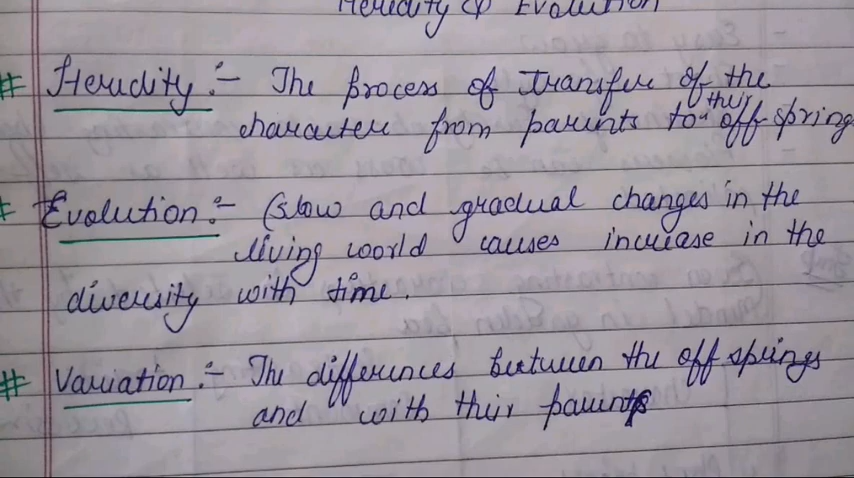 Heredity & Evolution
# Heredity :- The process of transfer of the
character from parents to their off spring
# Evolution :- Slow and gradual changes in the
living world causes increase in the
diversity with time.
# Variation :- The differences between the off springs
and with their parents